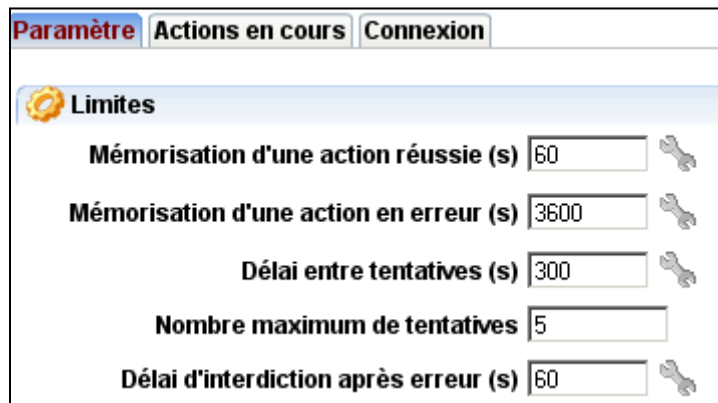 Paramètre Actions en cours Connexion
Limites
Mémorisation d'une action réussie (s) 60
Mémorisation d'une action en erreur (s) 3600
Délai entre tentatives (s) 300
Nombre maximum de tentatives 5
Délai d'interdiction après erreur (s) 60